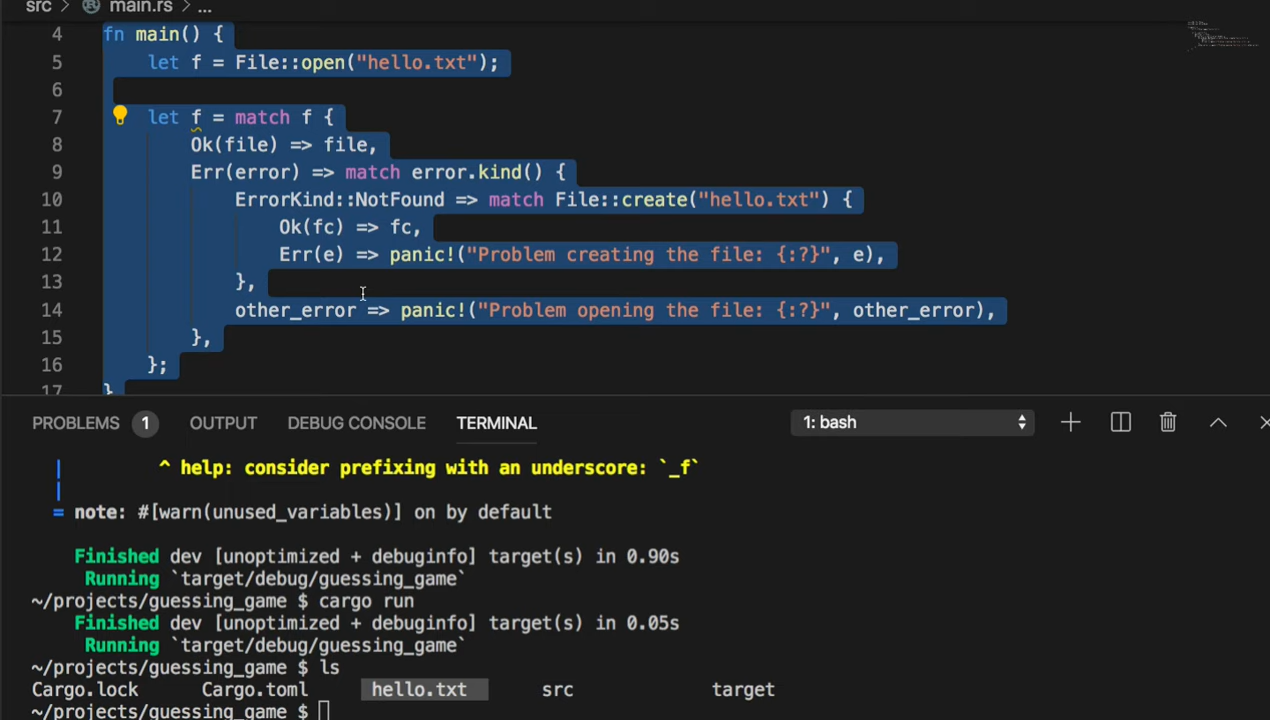 src > main.rs > ...
4 fn main() {
5 let f = File::open("hello.txt");
6
7 let f = match f {
8 Ok(file) => file,
9 Err(error) => match error.kind() {
10 ErrorKind::NotFound => match File::create("hello.txt") {
11 Ok(fc) => fc,
12 Err(e) => panic!("Problem creating the file: {:?}", e),
13 },
14 other_error => panic!("Problem opening the file: {:?}", other_error),
15 },
16 };
17 }
PROBLEMS 1 OUTPUT DEBUG CONSOLE TERMINAL 1: bash
| ^ help: consider prefixing with an underscore: `_f`
|
= note: #[warn(unused_variables)] on by default
Finished dev [unoptimized + debuginfo] target(s) in 0.90s
Running `target/debug/guessing_game`
~/projects/guessing_game $ cargo run
Finished dev [unoptimized + debuginfo] target(s) in 0.05s
Running `target/debug/guessing_game`
~/projects/guessing_game $ ls
Cargo.lock Cargo.toml hello.txt src target
~/projects/guessing_game $